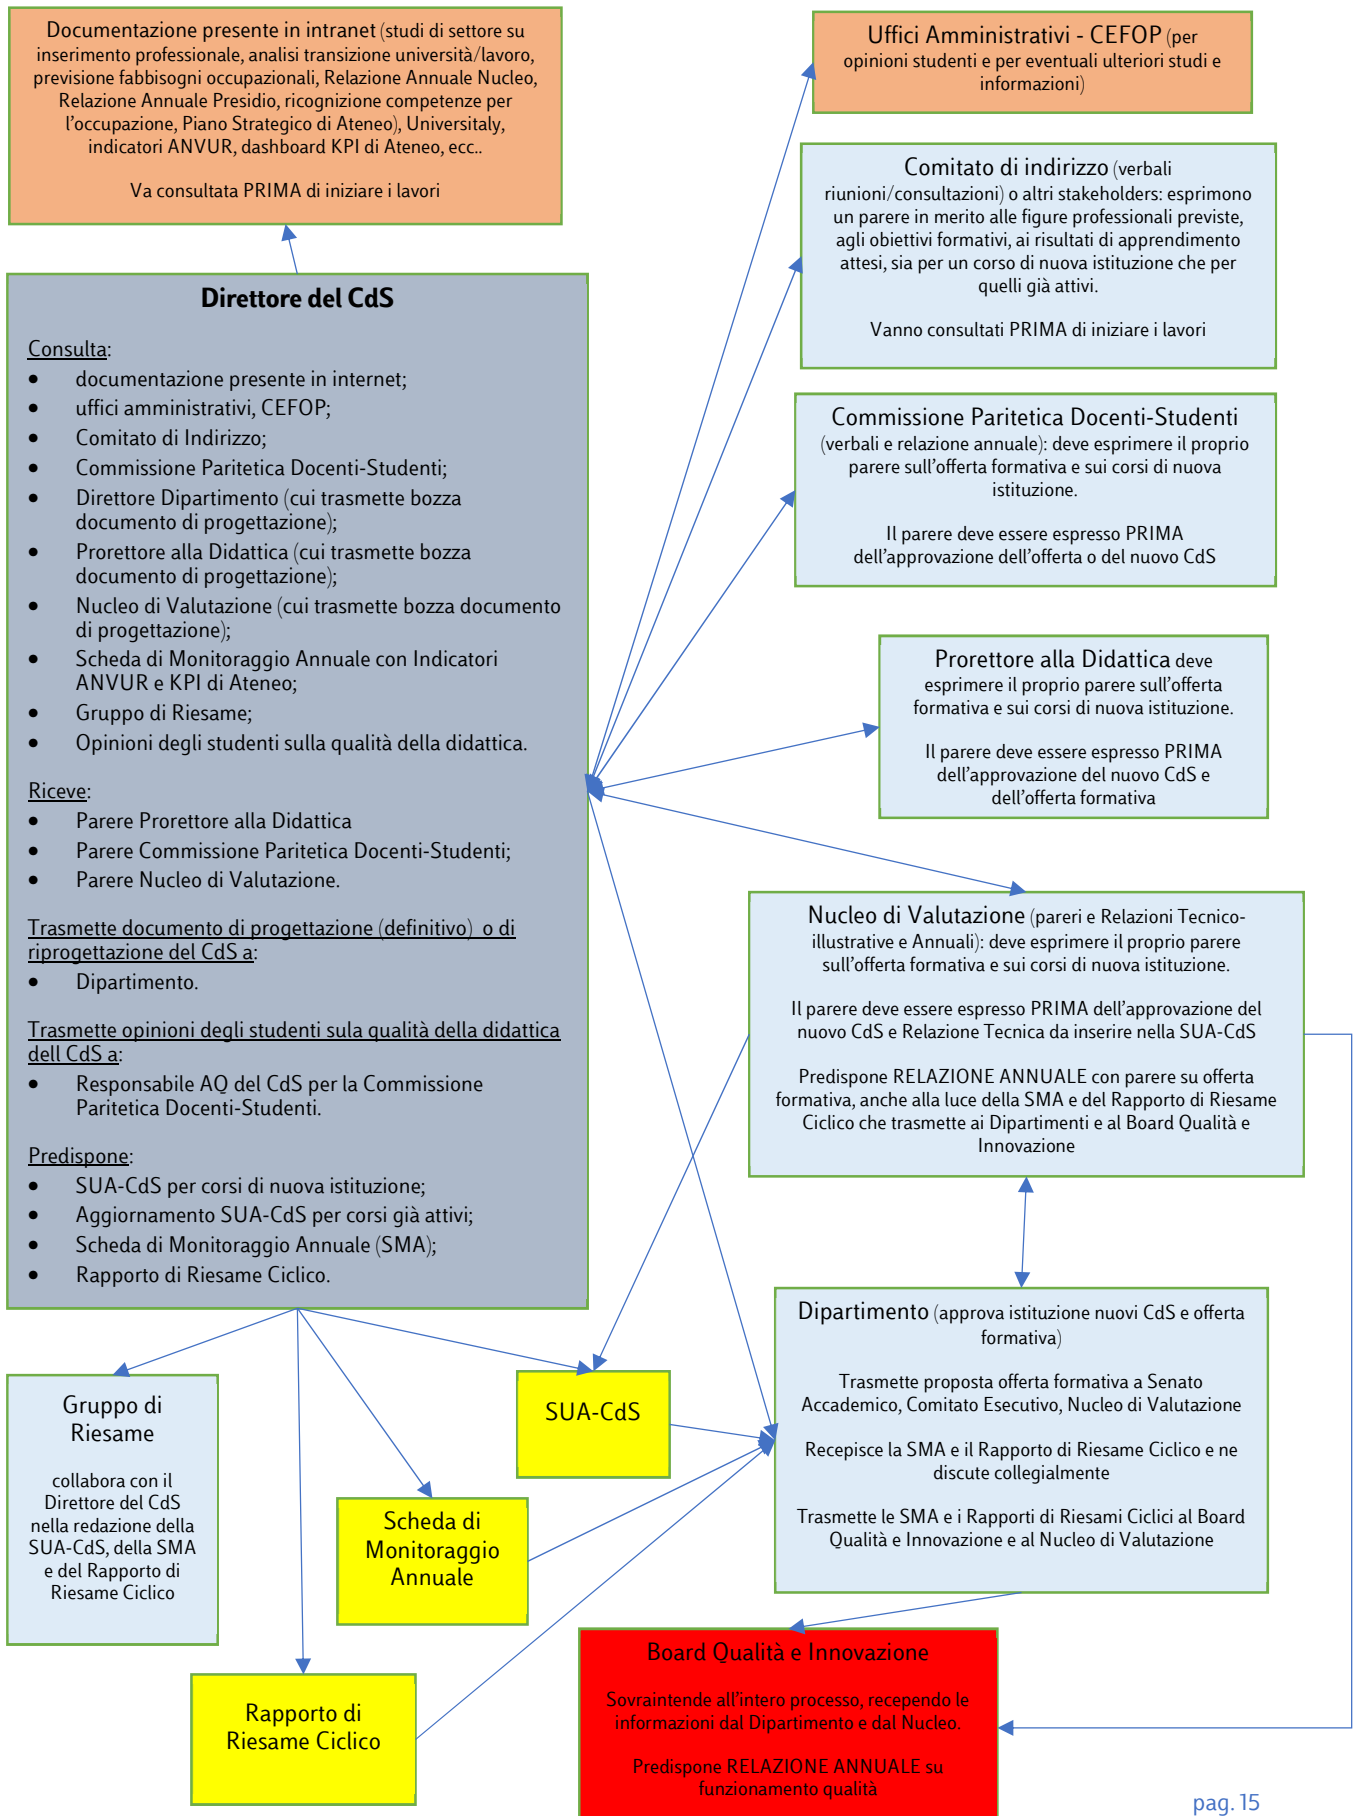 Documentazione presente in intranet (studi di settore su
inserimento professionale, analisi transizione università/lavoro,
previsione fabbisogni occupazionali, Relazione Annuale Nucleo,
Relazione Annuale Presidio, ricognizione competenze per
l'occupazione, Piano Strategico di Ateneo), Universitaly,
indicatori ANVUR, dashboard KPI di Ateneo, ecc..
Va consultata PRIMA di iniziare i lavori
Uffici Amministrativi - CEFOP (per
opinioni studenti e per eventuali ulteriori studi e
informazioni)
Comitato di indirizzo (verbali
riunioni/consultazioni) o altri stakeholders: esprimono
un parere in merito alle figure professionali previste,
agli obiettivi formativi, ai risultati di apprendimento
attesi, sia per un corso di nuova istituzione che per
quelli già attivi.
Vanno consultati PRIMA di iniziare i lavori
Direttore del CdS
Consulta:
• documentazione presente in internet;
• uffici amministrativi, CEFOP;
• Comitato di Indirizzo;
• Commissione Paritetica Docenti-Studenti;
• Direttore Dipartimento (cui trasmette bozza
documento di progettazione);
• Prorettore alla Didattica (cui trasmette bozza
documento di progettazione);
• Nucleo di Valutazione (cui trasmette bozza documento
di progettazione);
• Scheda di Monitoraggio Annuale con Indicatori
ANVUR e KPI di Ateneo;
• Gruppo di Riesame;
• Opinioni degli studenti sulla qualità della didattica.
Riceve:
• Parere Prorettore alla Didattica
• Parere Commissione Paritetica Docenti-Studenti;
• Parere Nucleo di Valutazione.
Trasmette documento di progettazione (definitivo) o di
riprogettazione del CdS a:
• Dipartimento.
Trasmette opinioni degli studenti sula qualità della didattica
dell CdS a:
• Responsabile AQ del CdS per la Commissione
Paritetica Docenti-Studenti.
Predispone:
• SUA-CdS per corsi di nuova istituzione;
• Aggiornamento SUA-CdS per corsi già attivi;
• Scheda di Monitoraggio Annuale (SMA);
• Rapporto di Riesame Ciclico.
Commissione Paritetica Docenti-Studenti
(verbali e relazione annuale): deve esprimere il proprio
parere sull'offerta formativa e sui corsi di nuova
istituzione.
Il parere deve essere espresso PRIMA
dell'approvazione dell'offerta o del nuovo CdS
Prorettore alla Didattica deve
esprimere il proprio parere sull'offerta
formativa e sui corsi di nuova istituzione.
Il parere deve essere espresso PRIMA
dell'approvazione del nuovo CdS e
dell'offerta formativa
Nucleo di Valutazione (pareri e Relazioni Tecnico-
illustrative e Annuali): deve esprimere il proprio parere
sull'offerta formativa e sui corsi di nuova istituzione.
Il parere deve essere espresso PRIMA dell'approvazione del
nuovo CdS e Relazione Tecnica da inserire nella SUA-CdS
Predispone RELAZIONE ANNUALE con parere su offerta
formativa, anche alla luce della SMA e del Rapporto di Riesame
Ciclico che trasmette ai Dipartimenti e al Board Qualità e
Innovazione
Dipartimento (approva istituzione nuovi CdS e offerta
formativa)
Trasmette proposta offerta formativa a Senato
Accademico, Comitato Esecutivo, Nucleo di Valutazione
Recepisce la SMA e il Rapporto di Riesame Ciclico e ne
discute collegialmente
Trasmette le SMA e i Rapporti di Riesami Ciclici al Board
Qualità e Innovazione e al Nucleo di Valutazione
Gruppo di
Riesame
collabora con il
Direttore del CdS
nella redazione della
SUA-CdS, della SMA
e del Rapporto di
Riesame Ciclico
SUA-CdS
Scheda di
Monitoraggio
Annuale
Rapporto di
Riesame Ciclico
Board Qualità e Innovazione
Sovraintende all'intero processo, recependo le
informazioni dal Dipartimento e dal Nucleo.
Predispone RELAZIONE ANNUALE su
funzionamento qualità
pag. 15